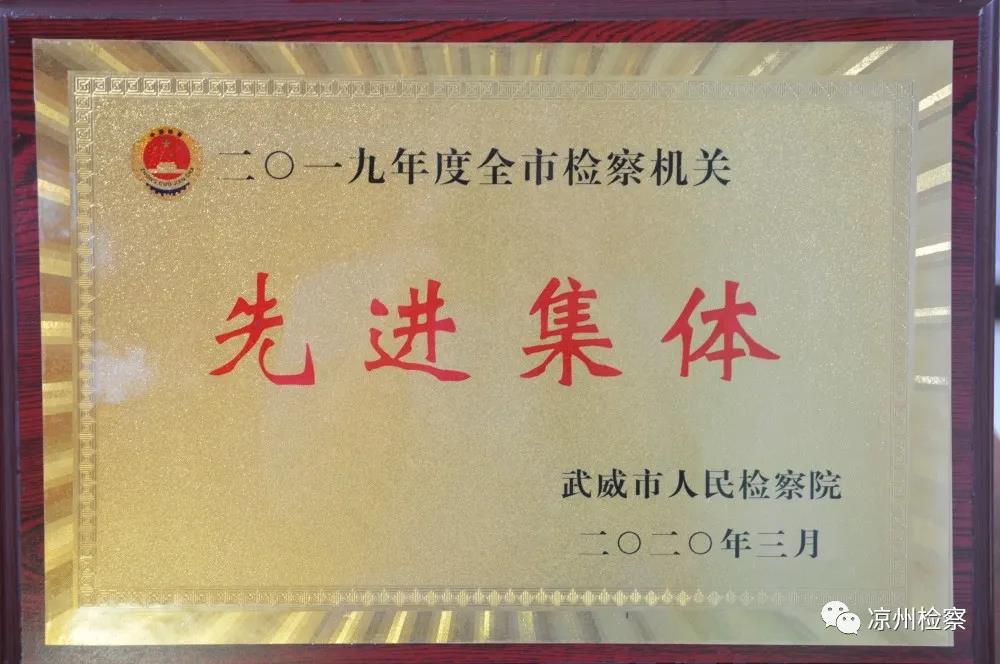 二〇一九年度全市检察机关
先进集体
武威市人民检察院
二〇二〇年三月
凉州检察